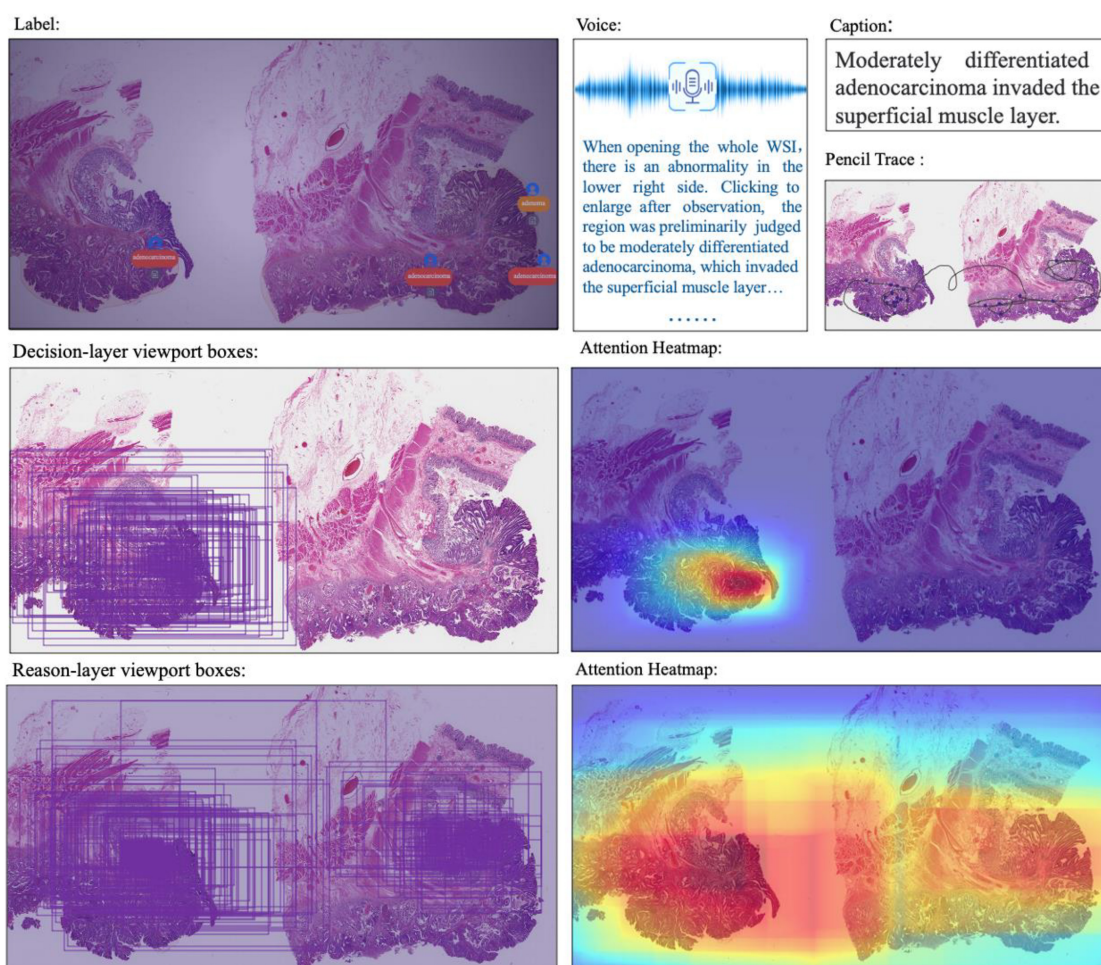 Label:
adenoma
adenocarcinoma
adenocarcinoma
adenocarcinoma
Voice:
When opening the whole WSI,
there is an abnormality in the
lower right side. Clicking to
enlarge after observation, the
region was preliminarily judged
to be moderately differentiated
adenocarcinoma, which invaded
the superficial muscle layer…
……
Caption:
Moderately differentiated
adenocarcinoma invaded the
superficial muscle layer.
Pencil Trace :
Decision-layer viewport boxes:
Attention Heatmap:
Reason-layer viewport boxes:
Attention Heatmap: